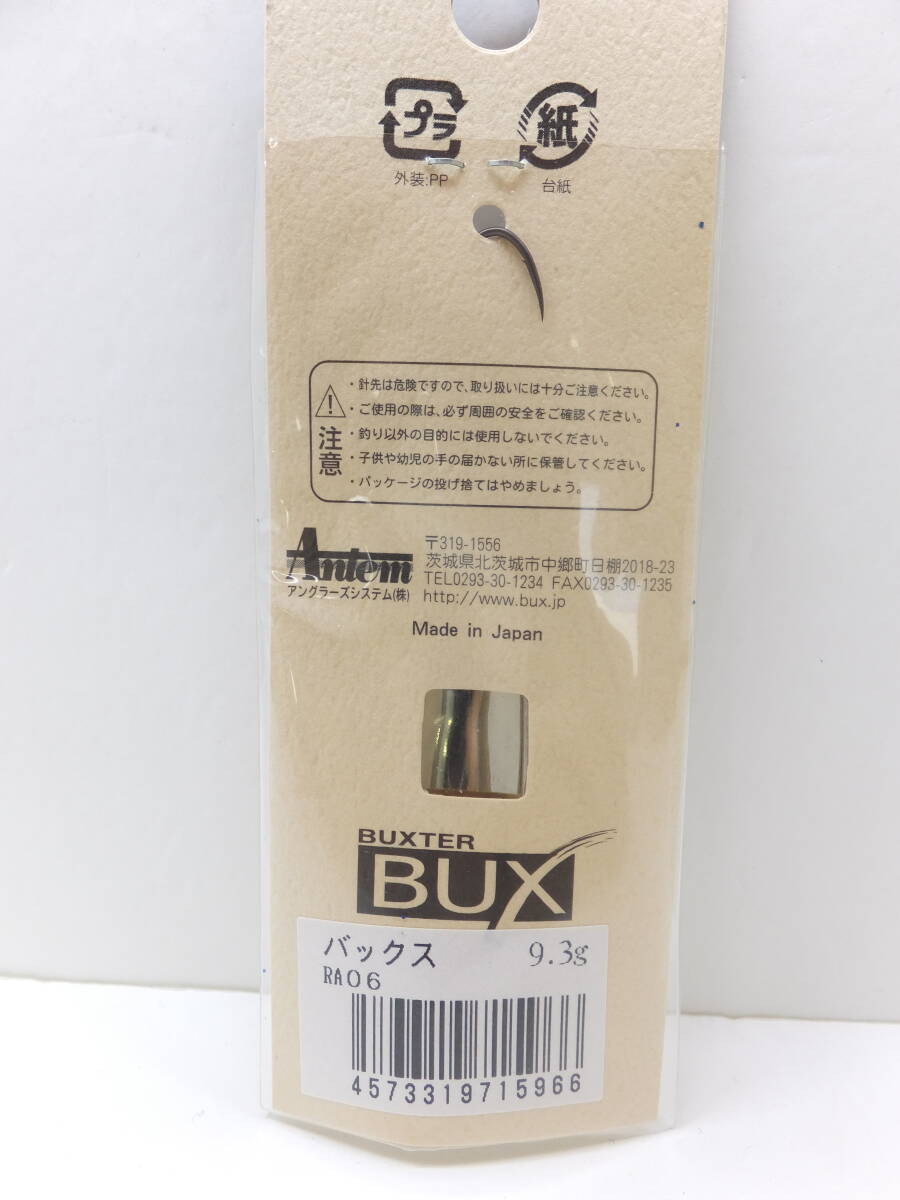 プラ
紙
外装:PP
台紙
・針先は危険ですので、取り扱いには十分ご注意ください。
・ご使用の際は、必ず周囲の安全をご確認ください。
・釣り以外の目的には使用しないでください。
・子供や幼児の手の届かない所に保管してください。
・パッケージの投げ捨てはやめましょう。
注意
Antem
アングラーズシステム(株)
〒319-1556
茨城県北茨城市中郷町日棚2018-23
TEL0293-30-1234 FAX0293-30-1235
http://www.bux.jp
Made in Japan
BUXTER
BUX
バックス 9.3g
RA06
4573319715966